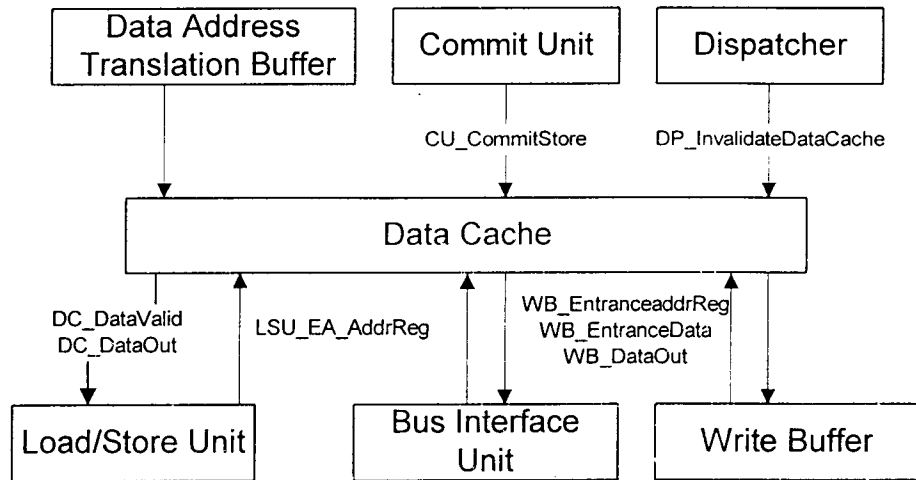 Data Address
Translation Buffer
Commit Unit
Dispatcher
CU_CommitStore
DP_InvalidateDataCache
Data Cache
DC_DataValid
DC_DataOut
LSU_EA_AddrReg
WB_EntranceaddrReg
WB_EntranceData
WB_DataOut
Load/Store Unit
Bus Interface
Unit
Write Buffer